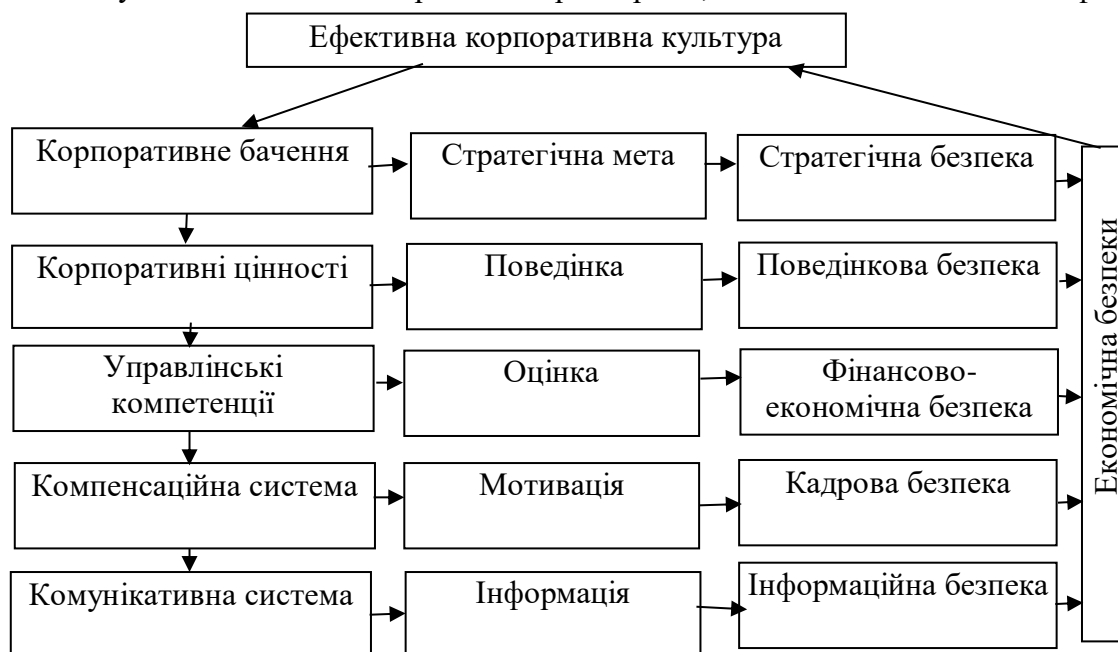 Ефективна корпоративна культура
Корпоративне бачення
Стратегічна мета
Стратегічна безпека
Корпоративні цінності
Поведінка
Поведінкова безпека
Управлінські
компетенції
Оцінка
Фінансово-
економічна безпека
Компенсаційна система
Мотивація
Кадрова безпека
Комунікативна система
Інформація
Інформаційна безпека
Економічна безпеки